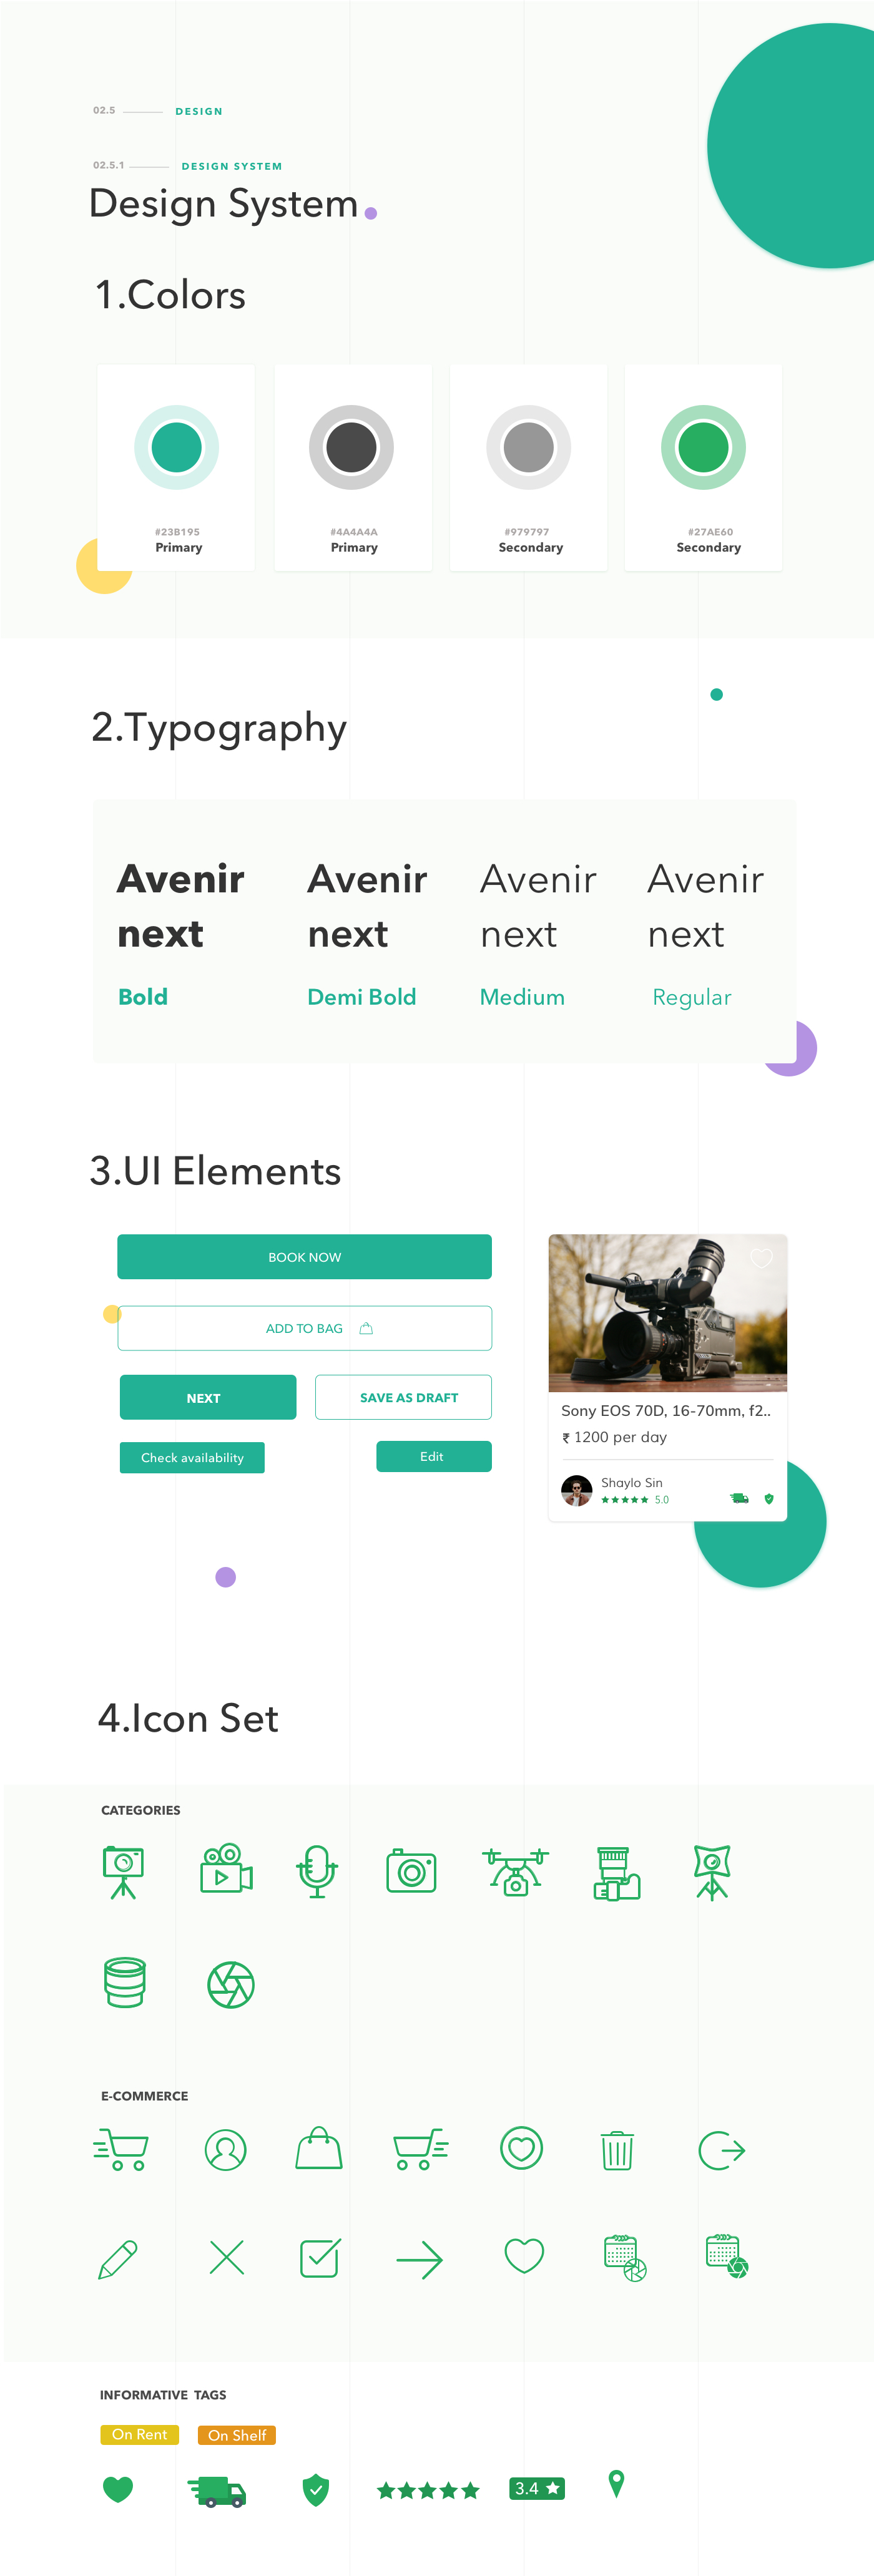 02.5 DESIGN
02.5.1 DESIGN SYSTEM
Design System
1.Colors
#23B195
Primary
#4A4A4A
Primary
#979797
Secondary
#27AE60
Secondary
2.Typography
Avenir
next
Bold
Avenir
next
Demi Bold
Avenir
next
Medium
Avenir
next
Regular
3.UI Elements
BOOK NOW
ADD TO BAG
NEXT
SAVE AS DRAFT
Check availability
Edit
Sony EOS 70D, 16-70mm, f2..
₹ 1200 per day
Shaylo Sin
5.0
4.Icon Set
CATEGORIES
E-COMMERCE
INFORMATIVE TAGS
On Rent
On Shelf
3.4